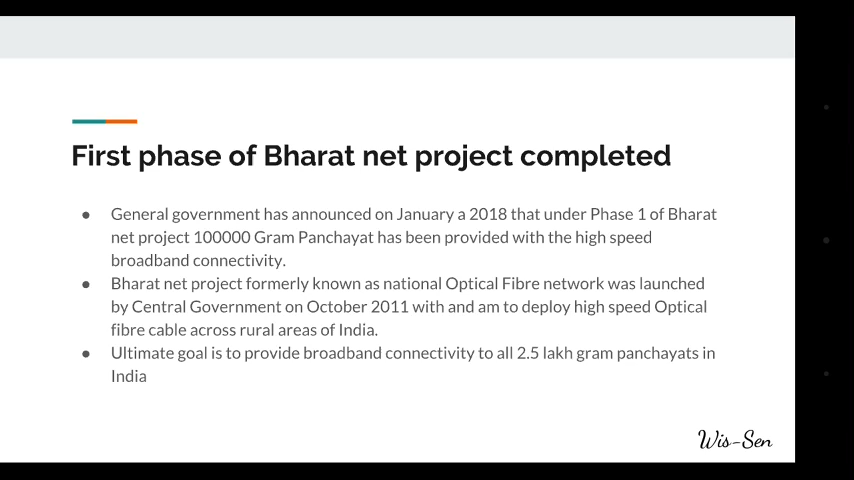 First phase of Bharat net project completed
● General government has announced on January a 2018 that under Phase 1 of Bharat
net project 100000 Gram Panchayat has been provided with the high speed
broadband connectivity.
● Bharat net project formerly known as national Optical Fibre network was launched
by Central Government on October 2011 with and am to deploy high speed Optical
fibre cable across rural areas of India.
● Ultimate goal is to provide broadband connectivity to all 2.5 lakh gram panchayats in
India
Wis-Sen